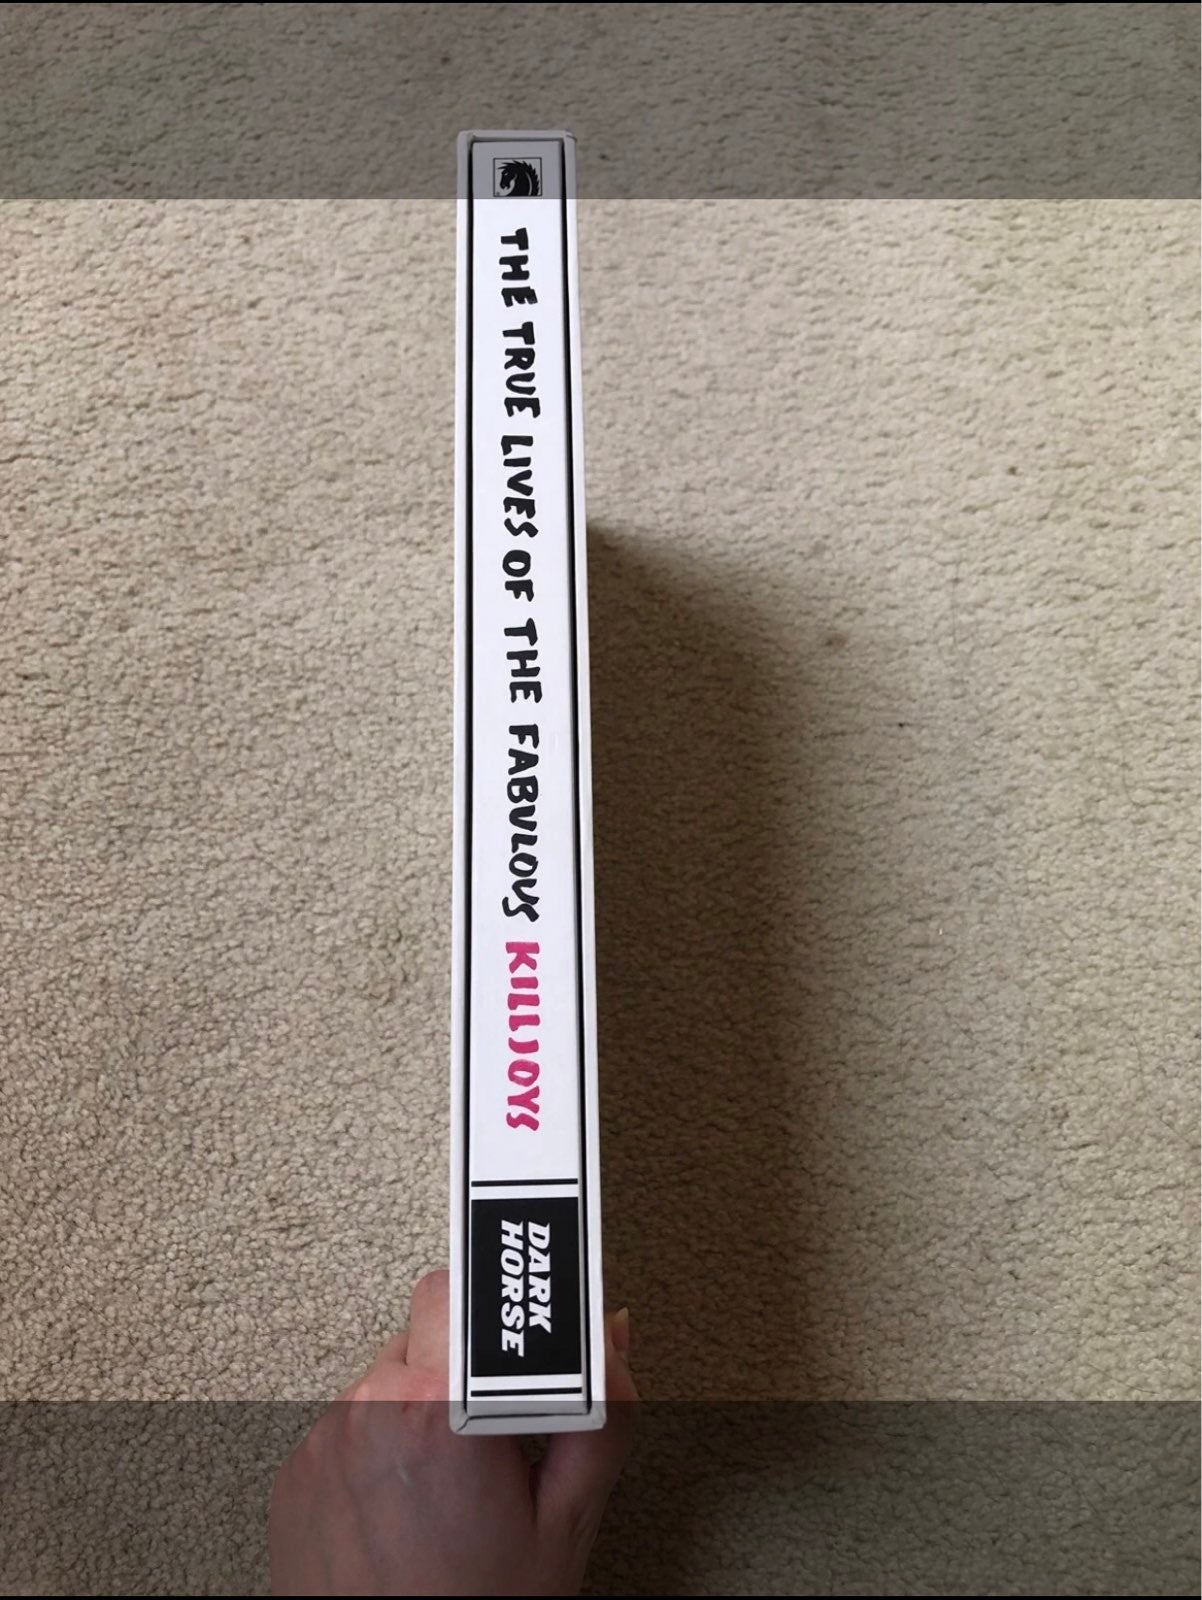 THE TRUE LIVES OF THE FABULOUS KILLJOYS
DARK
HORSE